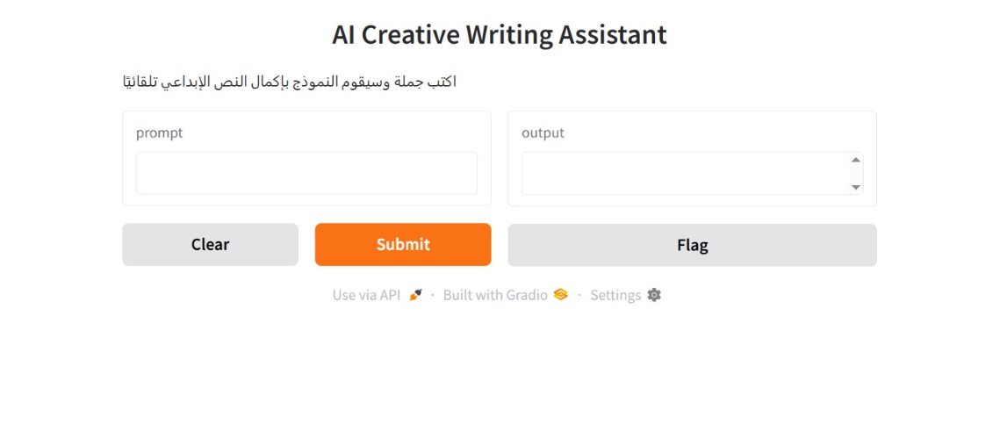 AI Creative Writing Assistant
اكتب جملة وسيقوم النموذج بإكمال النص الإبداعي تلقائيًا
prompt
output
Clear
Submit
Flag
Use via API · Built with Gradio · Settings